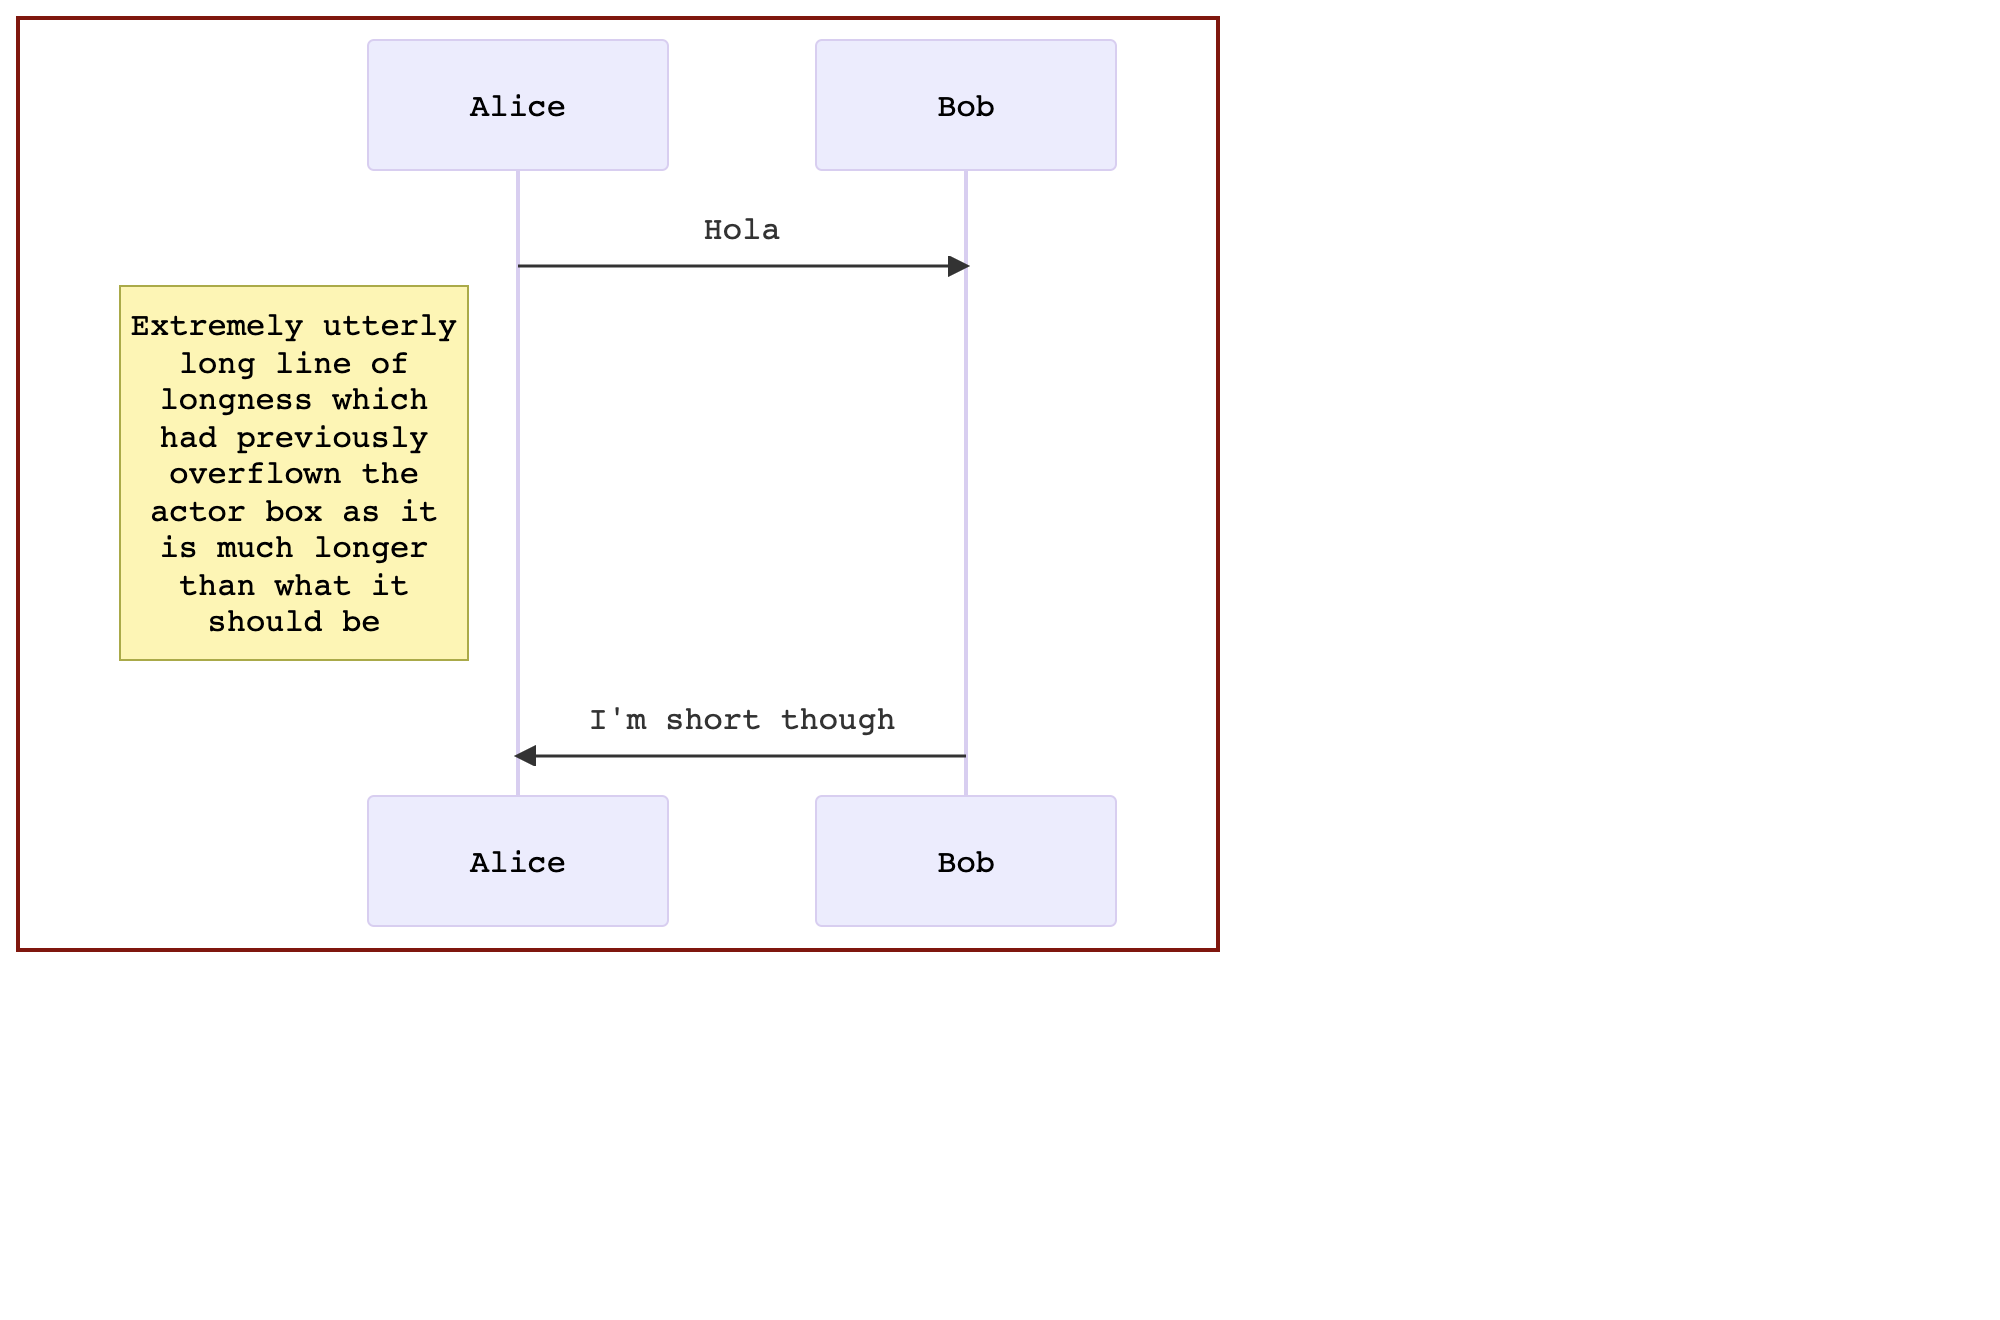 Alice
Bob
Hola
Extremely utterly
long line of
longness which
had previously
overflown the
actor box as it
is much longer
than what it
should be
I'm short though
Alice
Bob